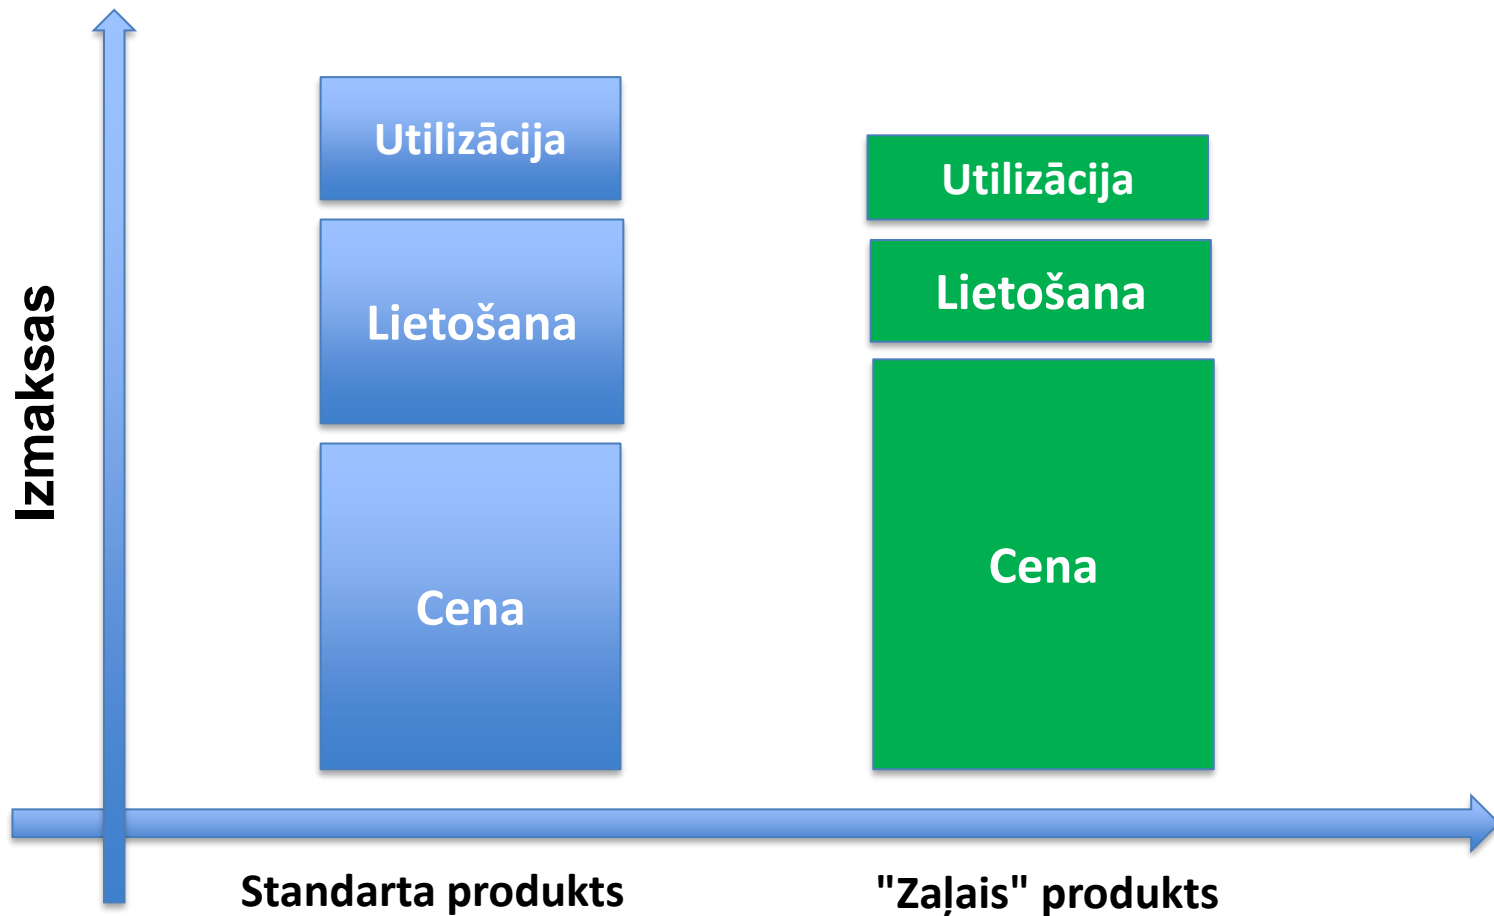 Izmaksas
Utilizācija
Lietošana
Cena
Utilizācija
Lietošana
Cena
Standarta produkts
"Zaļais" produkts